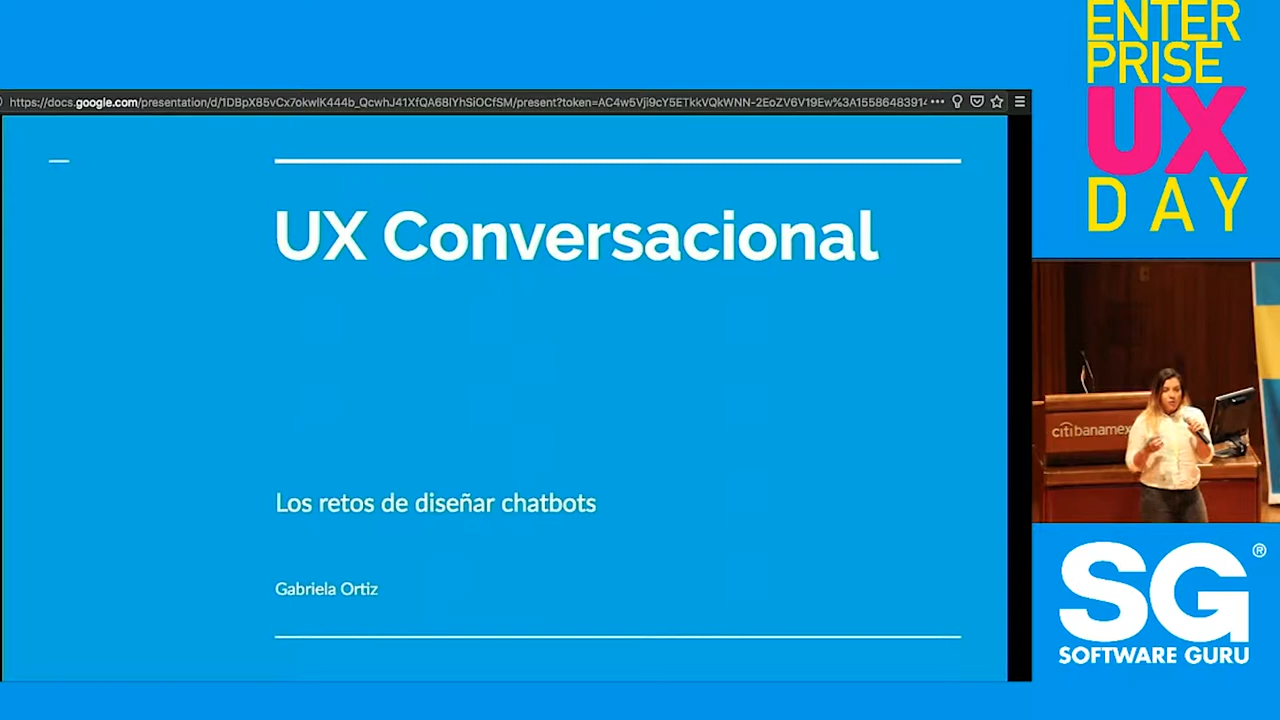 https://docs.google.com/presentation/d/1DBpX85vCx7okwlK444b_QcwhJ41XfQA68lYhSiOCfSM/present?token=AC4w5Vji9cY5ETkkVQkWNN-2EoZV6V19Ew%3A1558648391
UX Conversacional
Los retos de diseñar chatbots
Gabriela Ortiz
ENTER
PRISE
UX
DAY
citibanamex
SG®
SOFTWARE GURU